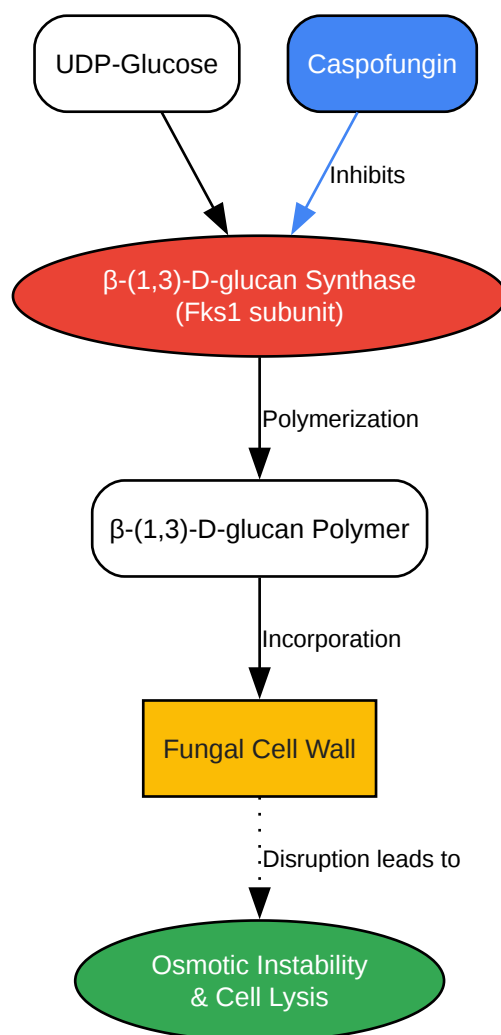 UDP-Glucose
Caspofungin
Inhibits
β-(1,3)-D-glucan Synthase
(Fks1 subunit)
Polymerization
β-(1,3)-D-glucan Polymer
Incorporation
Fungal Cell Wall
Disruption leads to
Osmotic Instability
& Cell Lysis